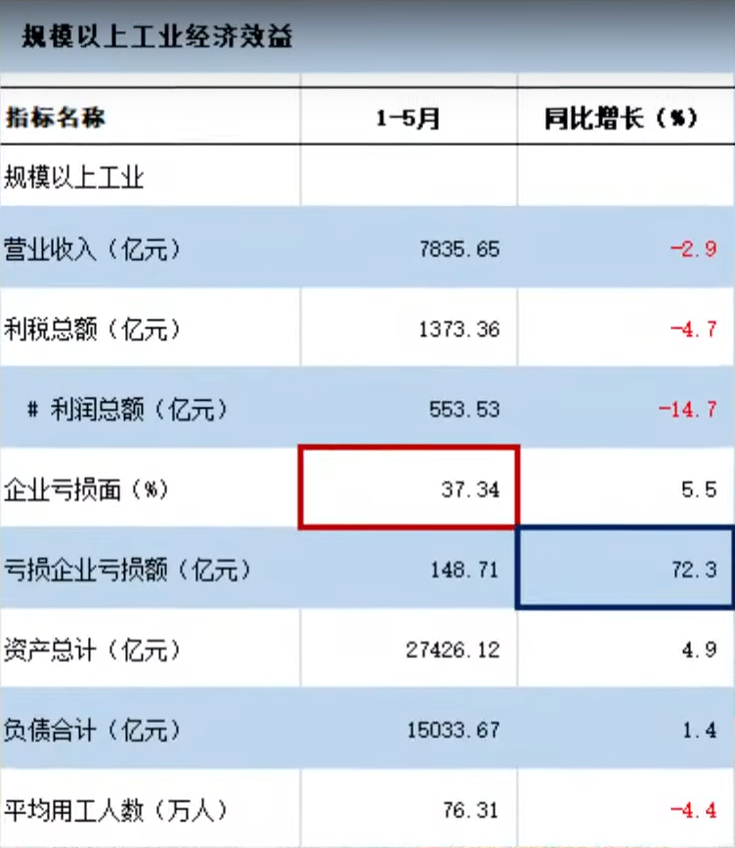 规模以上工业经济效益
指标名称 1-5月 同比增长（%）
规模以上工业
营业收入（亿元） 7835.65 -2.9
利税总额（亿元） 1373.36 -4.7
# 利润总额（亿元） 553.53 -14.7
企业亏损面（%） 37.34 5.5
亏损企业亏损额（亿元） 148.71 72.3
资产总计（亿元） 27426.12 4.9
负债合计（亿元） 15033.67 1.4
平均用工人数（万人） 76.31 -4.4